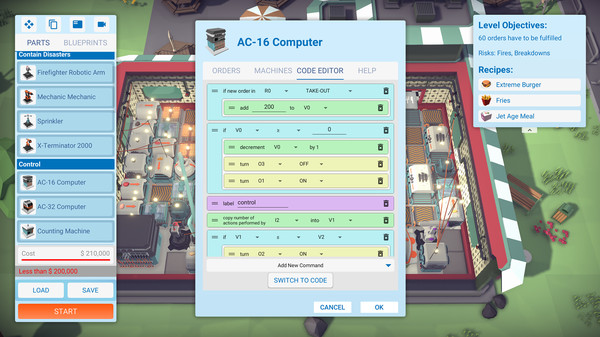 PARTS
BLUEPRINTS
Contain Disasters
Firefighter Robotic Arm
Mechanic Mechanic
Sprinkler
X-Terminator 2000
Control
AC-16 Computer
AC-32 Computer
Counting Machine
Cost $ 210,000
Less than $ 200,000
LOAD SAVE
START
AC-16 Computer
ORDERS MACHINES CODE EDITOR HELP
if new order in R0 TAKE-OUT
add 200 to V0
if V0 0
decrement V0 by 1
turn O3 OFF
turn O1 ON
label control
copy number of
actions performed by I2 into V1
if V1 V2
turn O2 ON
Add New Command
SWITCH TO CODE
CANCEL OK
Level Objectives:
60 orders have to be fulfilled
Risks: Fires, Breakdowns
Recipes:
Extreme Burger
Fries
Jet Age Meal